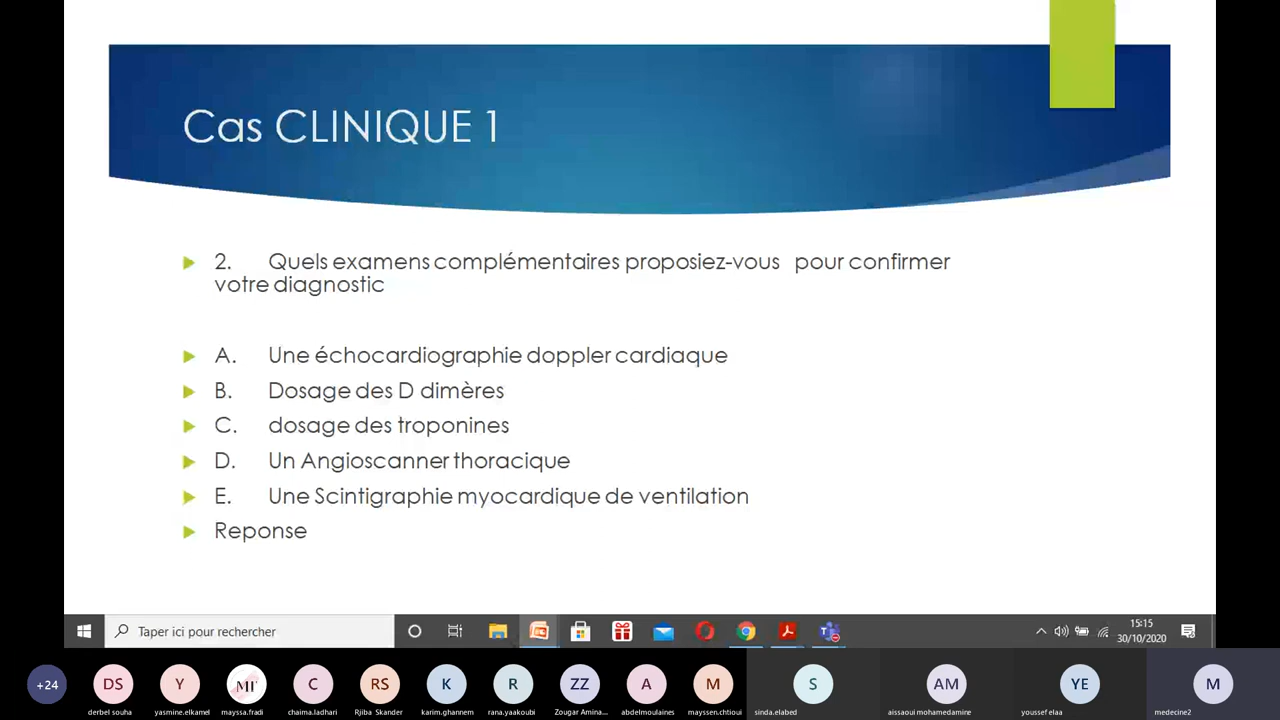 Cas CLINIQUE 1
2. Quels examens complémentaires proposiez-vous pour confirmer
votre diagnostic
A. Une échocardiographie doppler cardiaque
B. Dosage des D dimères
C. dosage des troponines
D. Un Angioscanner thoracique
E. Une Scintigraphie myocardique de ventilation
Reponse
Taper ici pour rechercher
15:15
30/10/2020
+24 DS Y MF C RS K R ZZ A M S AM YE M
derbel souha yasmine.elkamel mayssa.fradi chaima.ladhari Rjiba Skander karim.ghannem rana.yaakoubi Zougar Amina... abdelmoulaines mayssen.chtioui sinda.elabed aissaoui mohamedamine youssef elaa medecine2